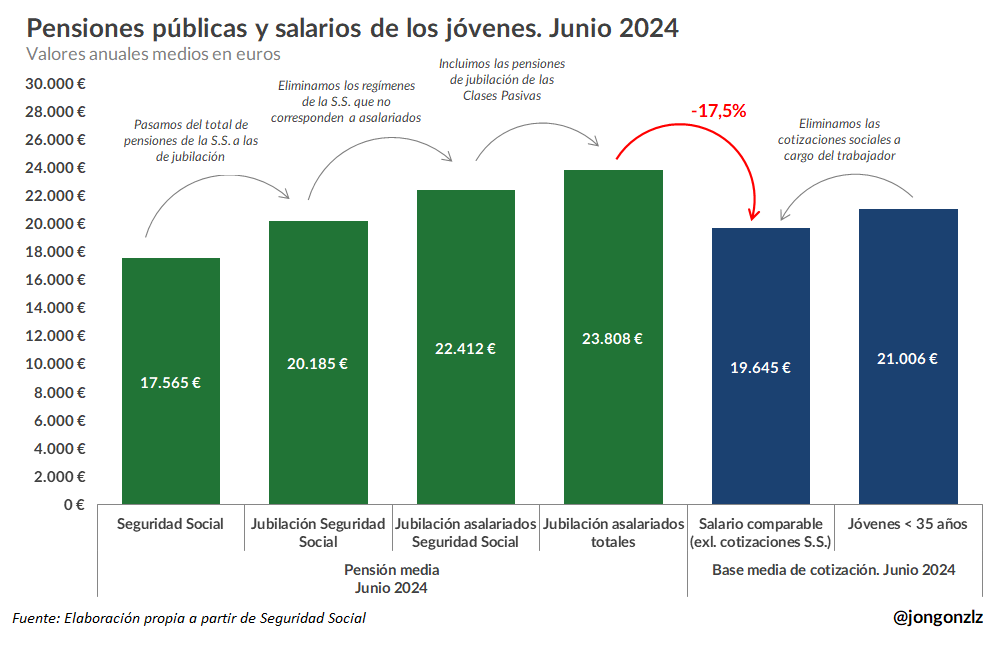 Pensiones públicas y salarios de los jóvenes. Junio 2024
Valores anuales medios en euros
30.000 €
28.000 €
26.000 €
24.000 €
22.000 €
20.000 €
18.000 €
16.000 €
14.000 €
12.000 €
10.000 €
8.000 €
6.000 €
4.000 €
2.000 €
0 €
Pasamos del total de
pensiones de la S.S. a las
de jubilación
Eliminamos los regímenes
de la S.S. que no
corresponden a asalariados
Incluimos las pensiones
de jubilación de las
Clases Pasivas
-17,5%
Eliminamos las
cotizaciones sociales a
cargo del trabajador
17.565 €
20.185 €
22.412 €
23.808 €
19.645 €
21.006 €
Seguridad Social
Jubilación Seguridad
Social
Jubilación asalariados
Seguridad Social
Jubilación asalariados
totales
Salario comparable
(exl. cotizaciones S.S.)
Jóvenes < 35 años
Pensión media
Junio 2024
Base media de cotización. Junio 2024
Fuente: Elaboración propia a partir de Seguridad Social
@jongonzlz